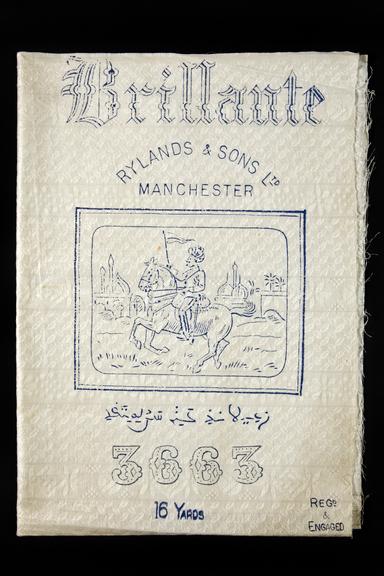 Brillante
RYLANDS & SONS LTD
MANCHESTER
3663
16 YARDS
REGD
&
ENGAGED